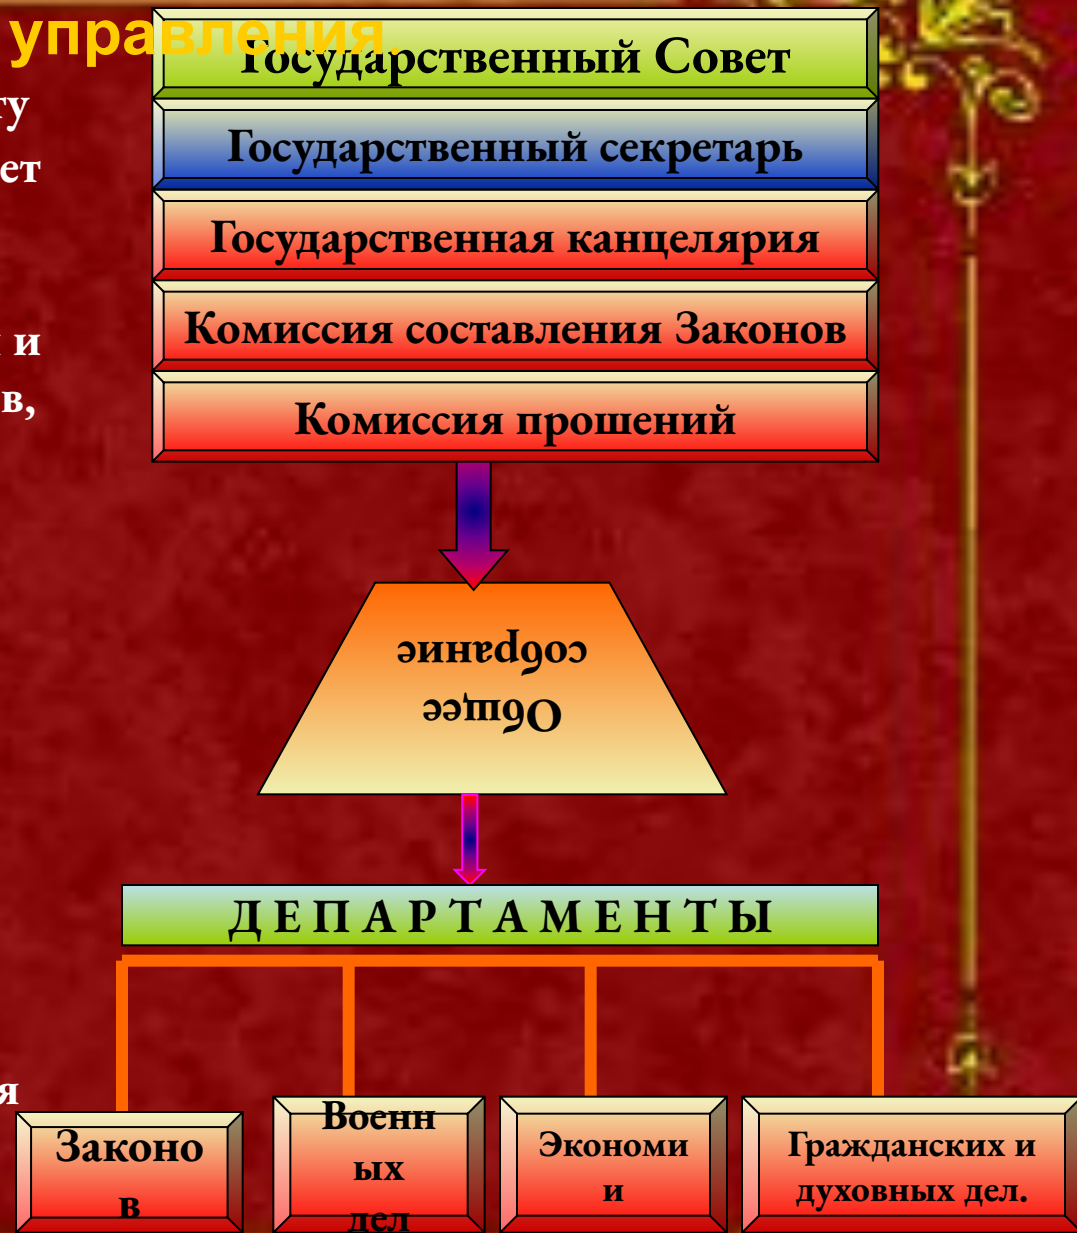 управления.
Государственный Совет
ет
Государственный секретарь
Государственная канцелярия
Комиссия составления Законов
и
в,
Комиссия прошений
Общее
собрание
ДЕПАРТАМЕНТЫ
я
Законо
в
Военн
ых
дел
Экономи
и
Гражданских и
духовных дел.